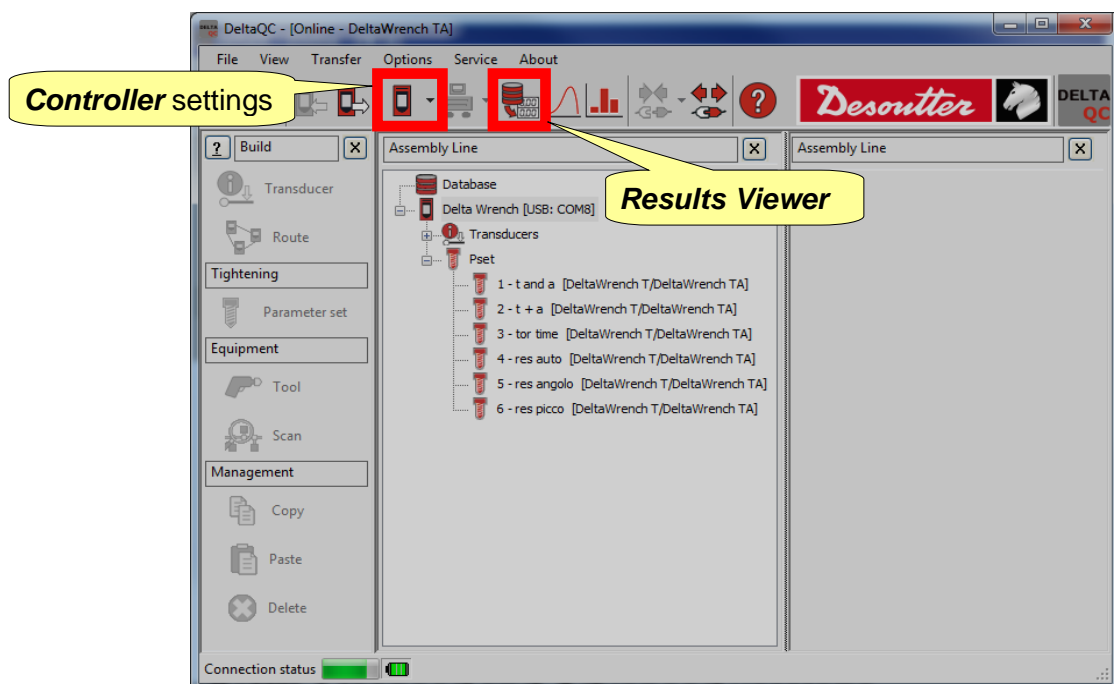 DeltaQC - [Online - DeltaWrench TA]
File View Transfer Options Service About
Controller settings
Desoutter
DELTA
QC
? Build X
Assembly Line X
Assembly Line X
Transducer
Route
Tightening
Parameter set
Equipment
Tool
Scan
Management
Copy
Paste
Delete
Database
Delta Wrench [USB: COM8]
Transducers
Pset
1 - t and a [DeltaWrench T/DeltaWrench TA]
2 - t + a [DeltaWrench T/DeltaWrench TA]
3 - tor time [DeltaWrench T/DeltaWrench TA]
4 - res auto [DeltaWrench T/DeltaWrench TA]
5 - res angolo [DeltaWrench T/DeltaWrench TA]
6 - res picco [DeltaWrench T/DeltaWrench TA]
Results Viewer
Connection status